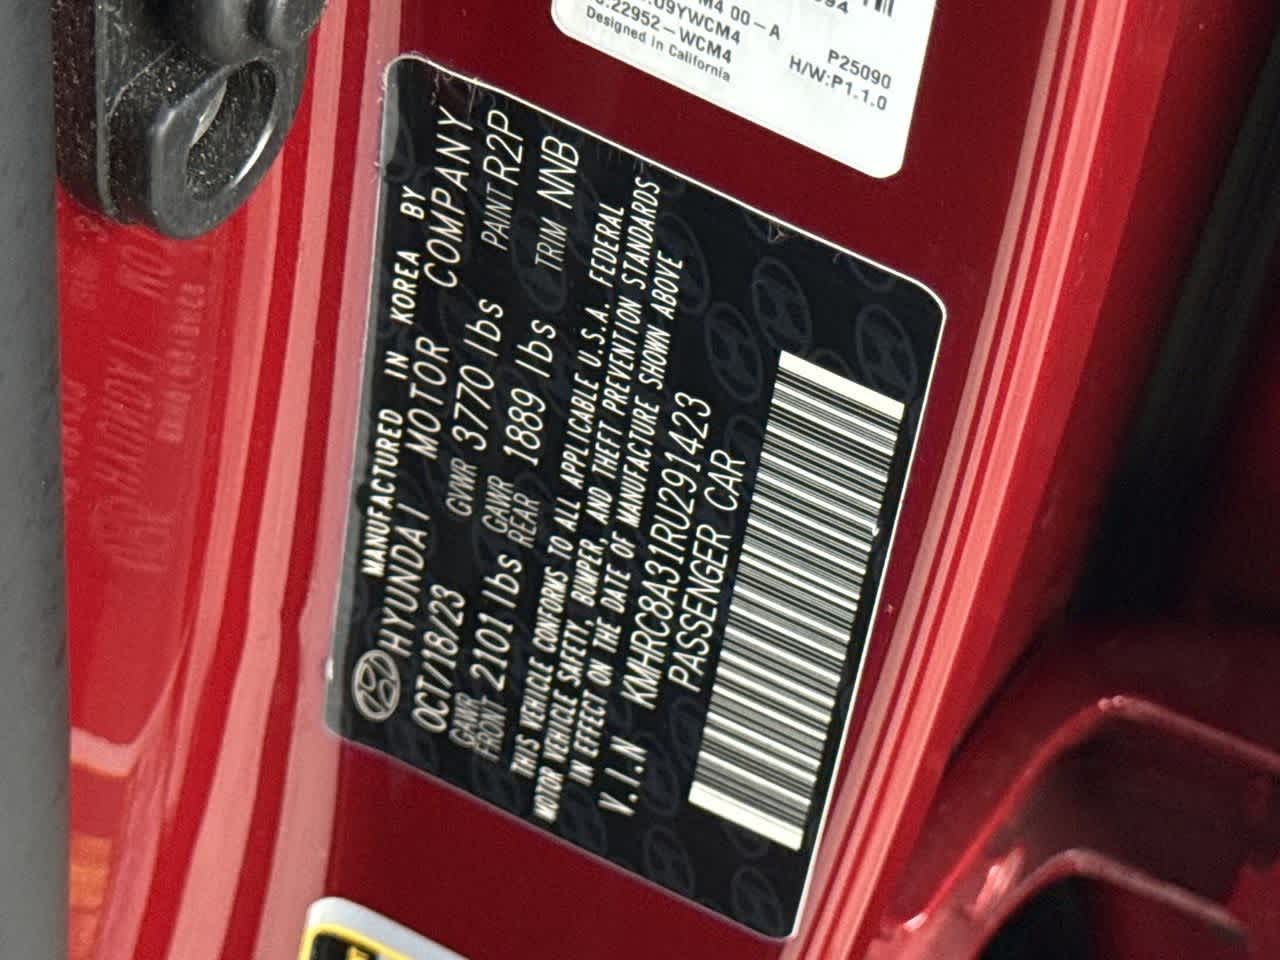 M4 00-A
09YWCM4
22952-WCM4
Designed in California
P25090
H/W:P1.1.0
MANUFACTURED IN KOREA BY
HYUNDAI MOTOR COMPANY
OCT/18/23 GVWR 3770 lbs PAINT R2P
GAWR FRONT 2101 lbs GAWR REAR 1889 lbs TRIM NNB
THIS VEHICLE CONFORMS TO ALL APPLICABLE U.S.A. FEDERAL
MOTOR VEHICLE SAFETY, BUMPER, AND THEFT PREVENTION STANDARDS
IN EFFECT ON THE DATE OF MANUFACTURE SHOWN ABOVE
V.I.N KMHRC8A31RU291423
PASSENGER CAR